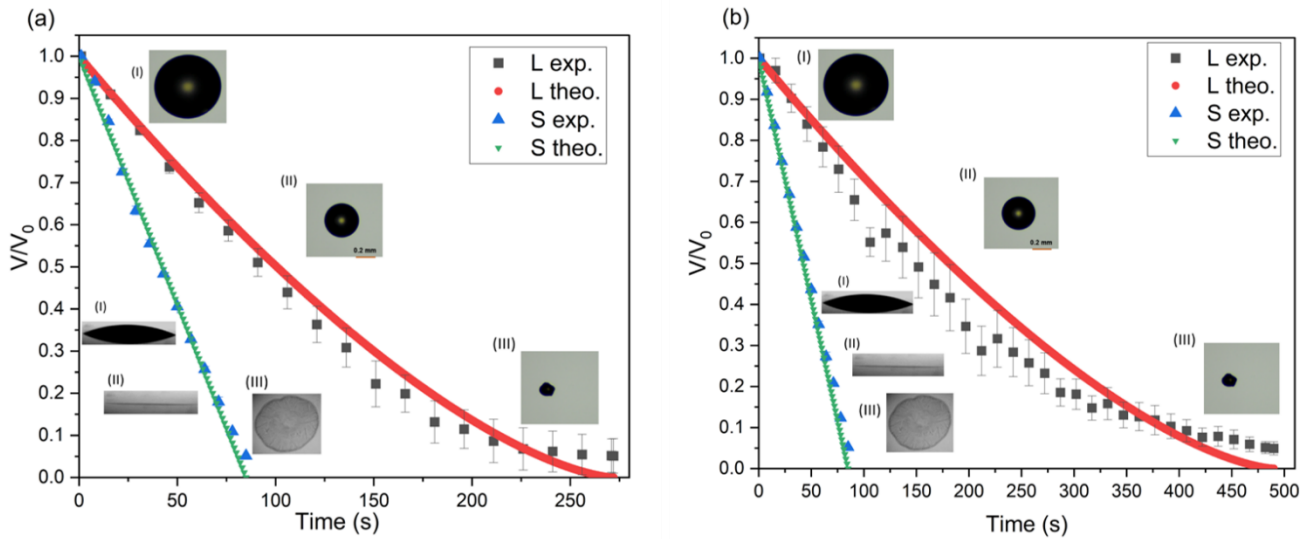 (a)
V/V0
1.0
0.9
0.8
0.7
0.6
0.5
0.4
0.3
0.2
0.1
0.0
0
50
100
150
200
250
Time (s)
L exp.
L theo.
S exp.
S theo.
(I)
(II)
0.2 mm
(III)
(I)
(II)
(III)
(b)
V/V0
1.0
0.9
0.8
0.7
0.6
0.5
0.4
0.3
0.2
0.1
0.0
0
50
100
150
200
250
300
350
400
450
500
Time (s)
L exp.
L theo.
S exp.
S theo.
(I)
(II)
0.2 mm
(III)
(I)
(II)
(III)